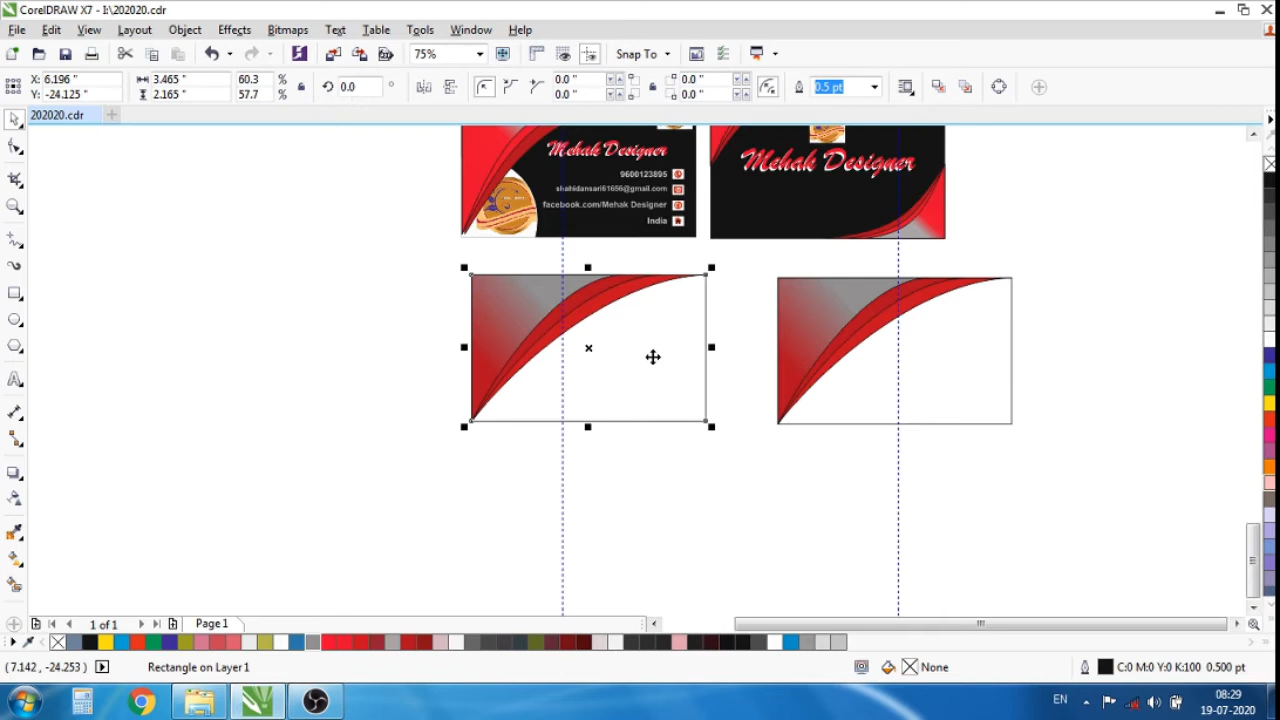 CorelDRAW X7 - I:\202020.cdr
File Edit View Layout Object Effects Bitmaps Text Table Tools Window Help
75% Snap To
X: 6.196 " 3.465 " 60.3 % 0.0 ° 0.0 " 0.0 " 0.5 pt
Y: -24.125 " 2.165 " 57.7 % 0.0 " 0.0 "
202020.cdr
Mehak Designer
9600123895
shahidansari61656@gmail.com
facebook.com/Mehak Designer
India
Mehak Designer
1 of 1 Page 1
(7.142, -24.253) Rectangle on Layer 1 None C:0 M:0 Y:0 K:100 0.500 pt
EN 08:29
19-07-2020